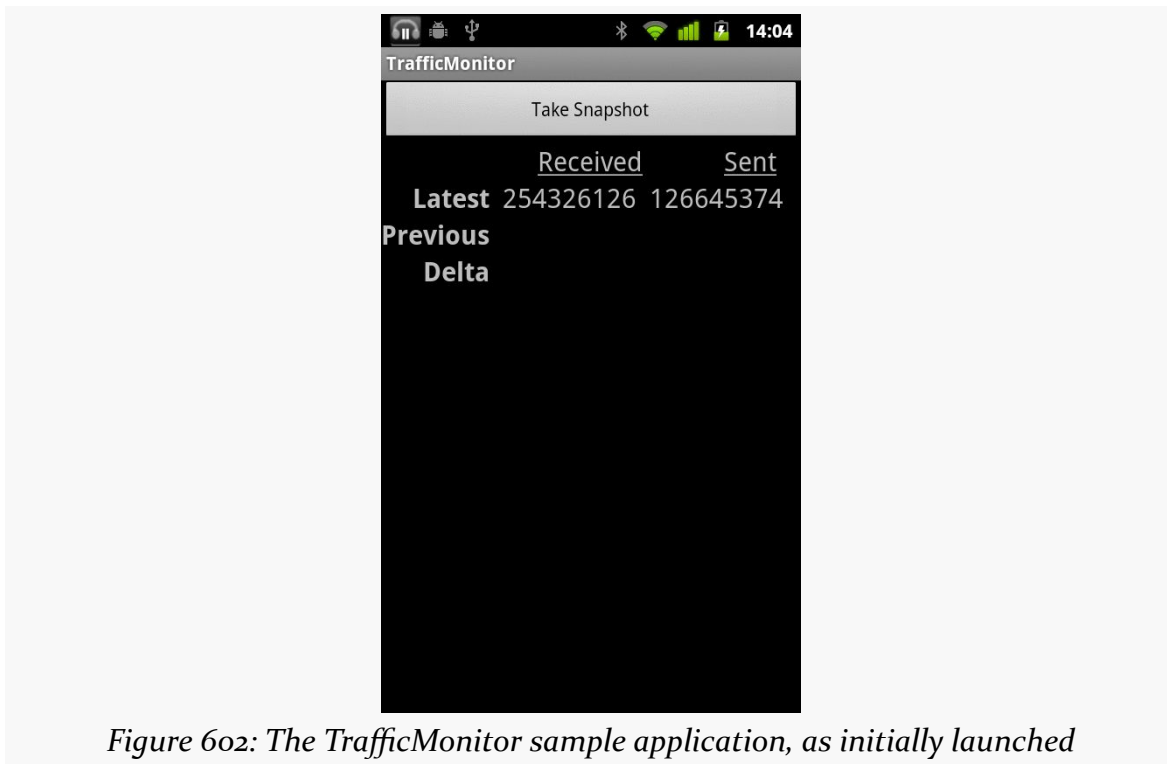 14:04
TrafficMonitor
Take Snapshot
Received Sent
Latest 254326126 126645374
Previous
Delta
Figure 602: The TrafficMonitor sample application, as initially launched